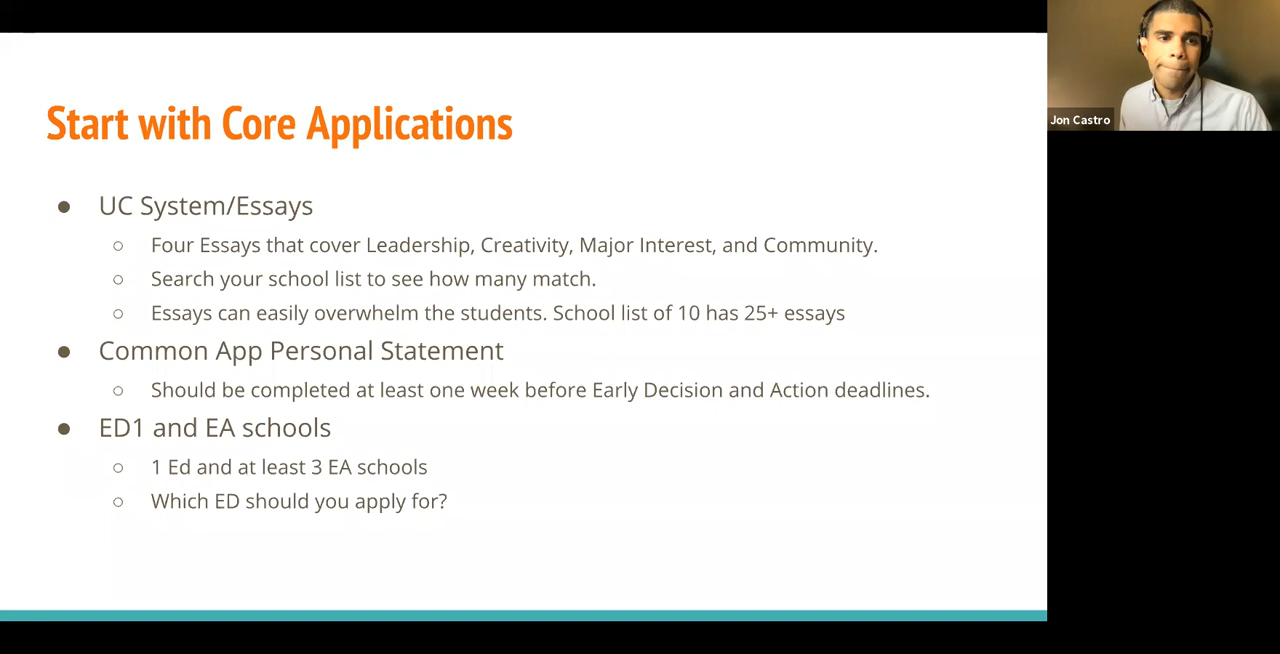 Start with Core Applications
● UC System/Essays
○ Four Essays that cover Leadership, Creativity, Major Interest, and Community.
○ Search your school list to see how many match.
○ Essays can easily overwhelm the students. School list of 10 has 25+ essays
● Common App Personal Statement
○ Should be completed at least one week before Early Decision and Action deadlines.
● ED1 and EA schools
○ 1 Ed and at least 3 EA schools
○ Which ED should you apply for?
Jon Castro